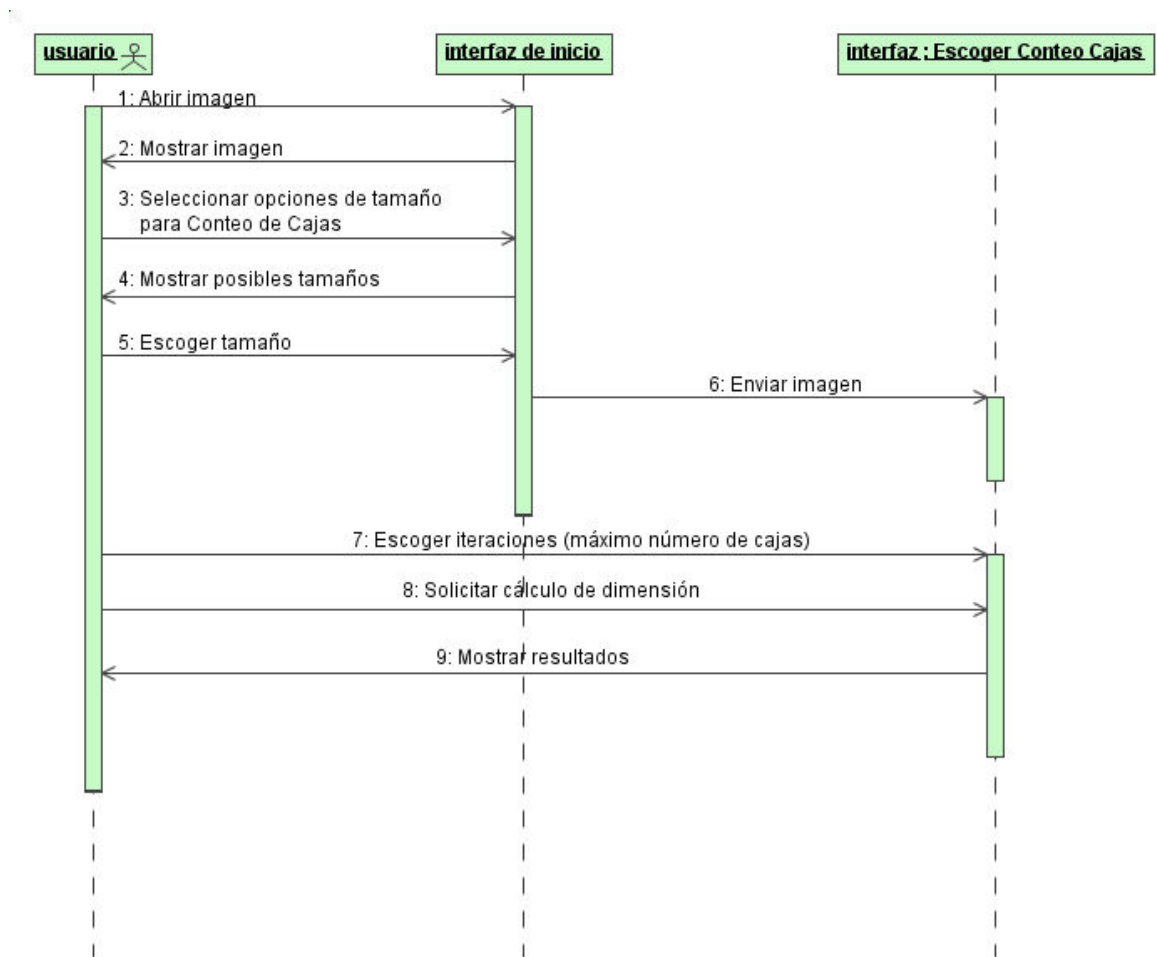 usuario
interfaz de inicio
interfaz : Escoger Conteo Cajas
1: Abrir imagen
2: Mostrar imagen
3: Seleccionar opciones de tamaño
para Conteo de Cajas
4: Mostrar posibles tamaños
5: Escoger tamaño
6: Enviar imagen
7: Escoger iteraciones (máximo número de cajas)
8: Solicitar cálculo de dimensión
9: Mostrar resultados